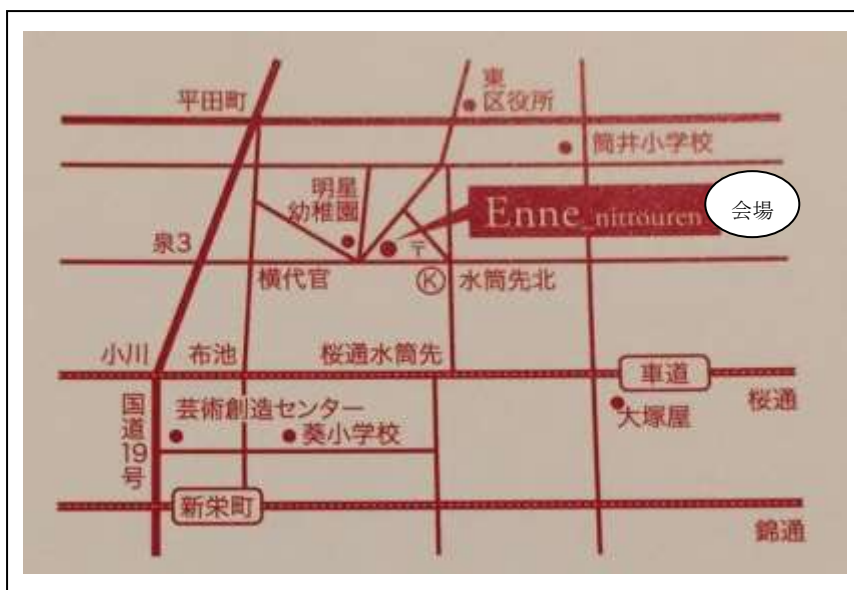 東
区役所
平田町
筒井小学校
明星
幼稚園
Enne_nittouren
会場
〒
泉3
横代官
Ⓚ
水筒先北
小川
布池
桜通水筒先
車道
桜通
国道19号
芸術創造センター
葵小学校
大塚屋
新栄町
錦通